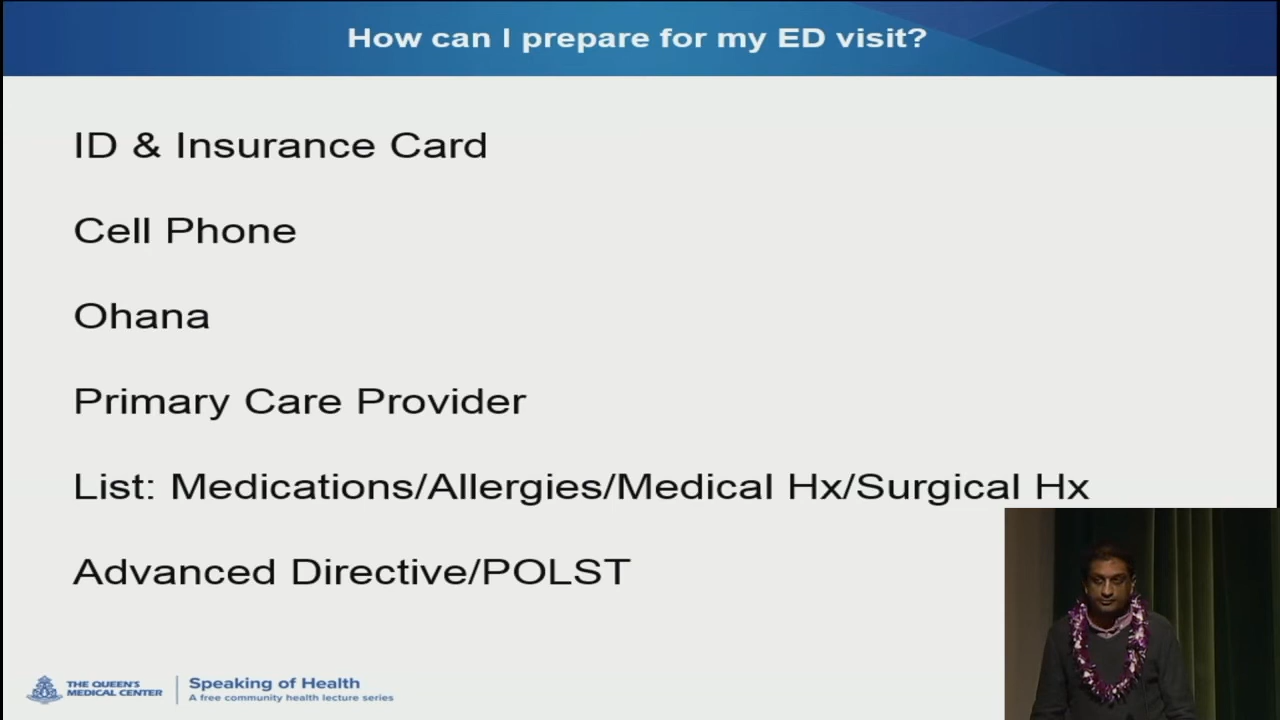 How can I prepare for my ED visit?
ID & Insurance Card
Cell Phone
Ohana
Primary Care Provider
List: Medications/Allergies/Medical Hx/Surgical Hx
Advanced Directive/POLST
THE QUEEN'S
MEDICAL CENTER
Speaking of Health
A free community health lecture series